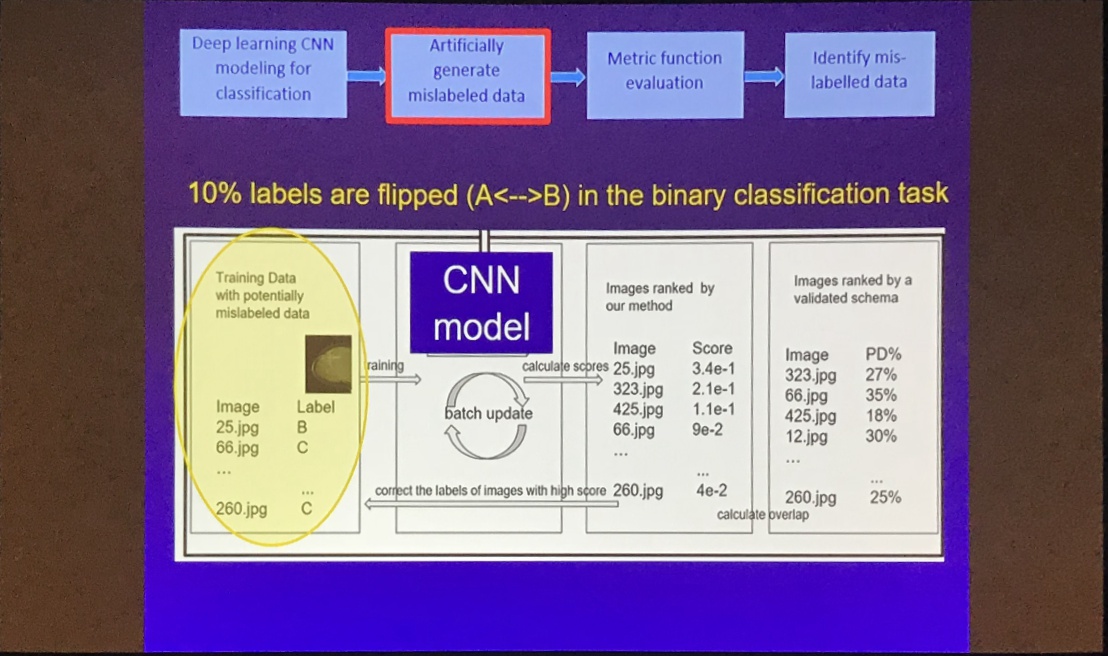 Deep learning CNN
modeling for
classification
Artificially
generate
mislabeled data
Metric function
evaluation
Identify mis-
labelled data
10% labels are flipped (A<-->B) in the binary classification task
Training Data
with potentially
mislabeled data
Image Label
25.jpg B
66.jpg C
...
...
260.jpg C
raining
CNN
model
batch update
calculate scores
correct the labels of images with high score
Images ranked by
our method
Image Score
25.jpg 3.4e-1
323.jpg 2.1e-1
425.jpg 1.1e-1
66.jpg 9e-2
...
...
260.jpg 4e-2
calculate overlap
Images ranked by a
validated schema
Image PD%
323.jpg 27%
66.jpg 35%
425.jpg 18%
12.jpg 30%
...
...
260.jpg 25%